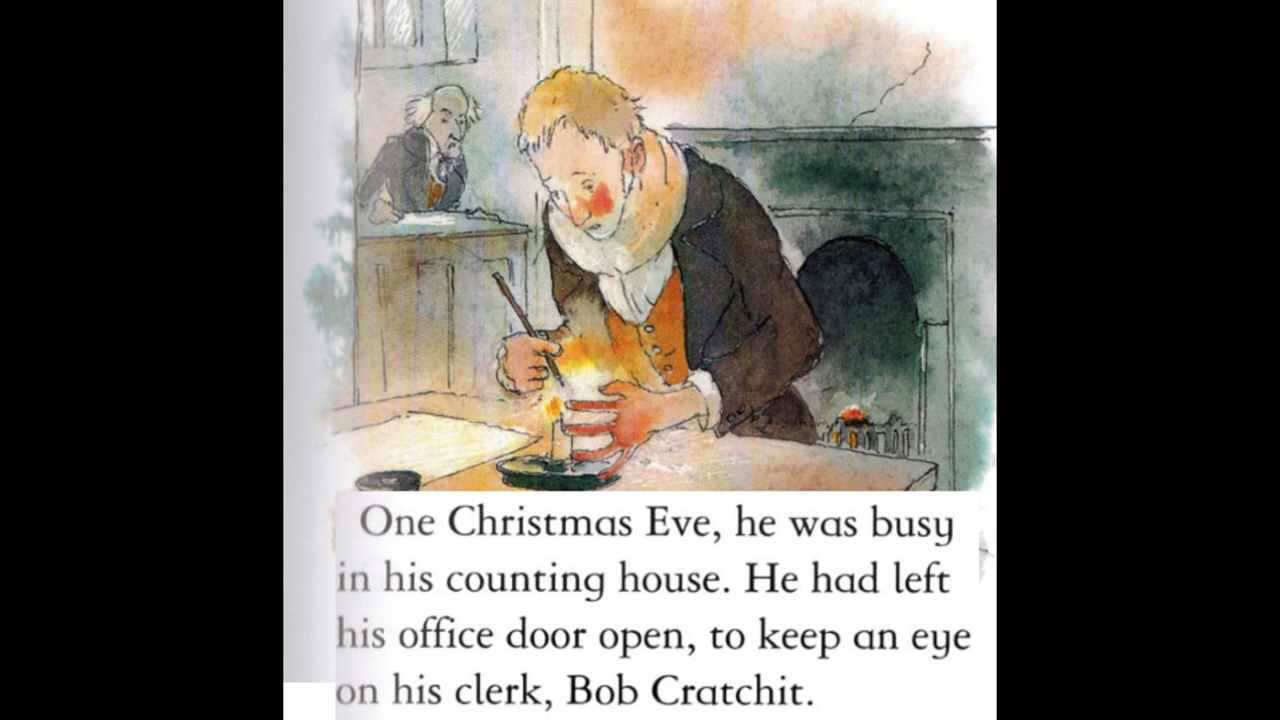 One Christmas Eve, he was busy
in his counting house. He had left
his office door open, to keep an eye
on his clerk, Bob Cratchit.